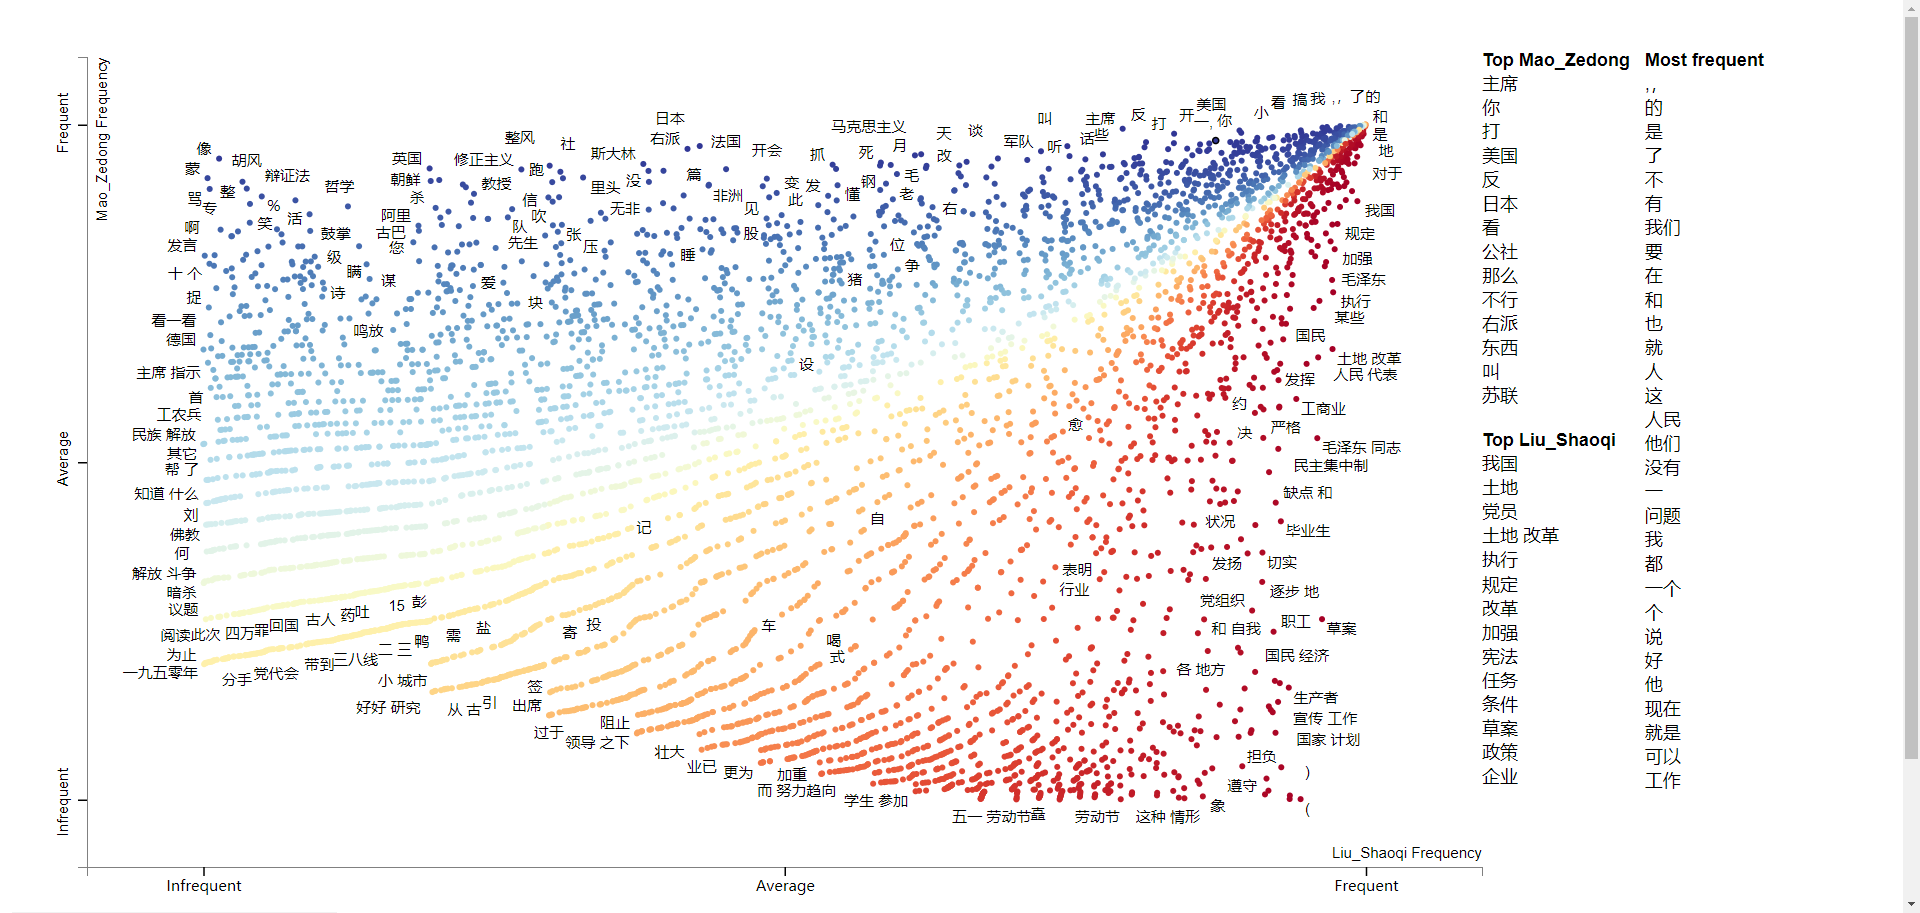 Top Mao_Zedong
主席
你
打
美国
反
日本
看
公社
那么
不行
右派
东西
叫
苏联
Top Liu_Shaoqi
我国
土地
党员
土地 改革
执行
规定
改革
加强
宪法
任务
条件
草案
政策
企业
Most frequent
,,
的
是
了
不
有
我们
要
在
和
也
就
人
这
人民
他们
没有
一
问题
我
都
一个
个
说
好
他
现在
就是
可以
工作
Mao_Zedong Frequency
Frequent
Average
Infrequent
Liu_Shaoqi Frequency
Infrequent
Average
Frequent
像
蒙
胡风
辩证法
骂
专
整
%
笑
活
哲学
啊
发言
鼓掌
级
瞒
十 个
捉
诗
谋
看一看
德国
鸣放
主席 指示
首
工农兵
民族 解放
其它
帮 了
知道 什么
刘
佛教
何
解放 斗争
暗杀
议题
阅读
此次
四万
罪
回国
古人
药
吐
15
彭
为止
一九五零年
分手
党代会
带到
三八线
二 三
鸭
小 城市
好好 研究
从 古
引
需
盐
英国
朝鲜
杀
阿里
古巴
您
修正主义
教授
整风
跑
社
信
吹
队
先生
张
压
爱
块
日本
右派
斯大林
没
里头
无非
法国
篇
非洲
开会
见
股
睡
变
此
发
抓
马克思主义
死
月
钢
懂
毛
老
位
争
猪
天
改
谈
右
军队
叫
听
话
主席
些
反
打
开
美国
一,
你
小
看
搞
我
,,
了
的
和
是
地
对于
我国
规定
加强
毛泽东
执行
某些
国民
土地 改革
人民 代表
发挥
工商业
约
决
严格
毛泽东 同志
民主集中制
缺点 和
毕业生
状况
发扬
切实
逐步 地
党组织
和 自我
职工
草案
国民 经济
各 地方
生产者
宣传 工作
国家 计划
担负
遵守
)
(
象
设
愈
记
自
表明
行业
寄
投
车
喝
式
签
出席
过于
阻止
领导 之下
壮大
业已
更为
加重
而 努力
趋向
学生 参加
五一 劳动节
矗
劳动节
这种 情形